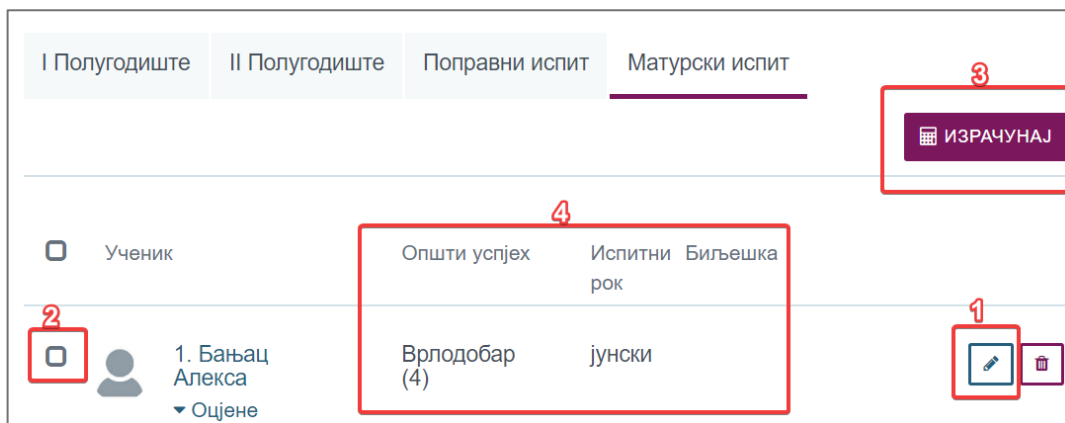 I Полугодиште II Полугодиште Поправни испит Матурски испит
3
ИЗРАЧУНАЈ
4
Ученик Општи успјех Испитни рок Биљешка
2
1
1. Бањац Алекса Врлодобар (4) јунски
Оцјене